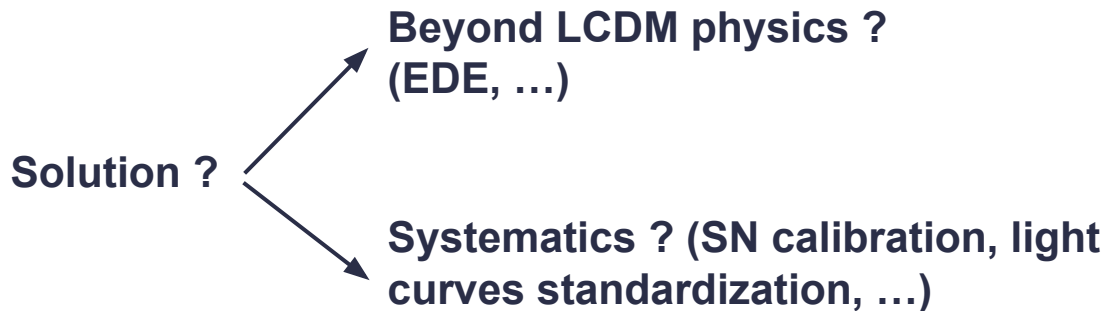 Beyond LCDM physics ?
(EDE, …)
Solution ?
Systematics ? (SN calibration, light
curves standardization, …)